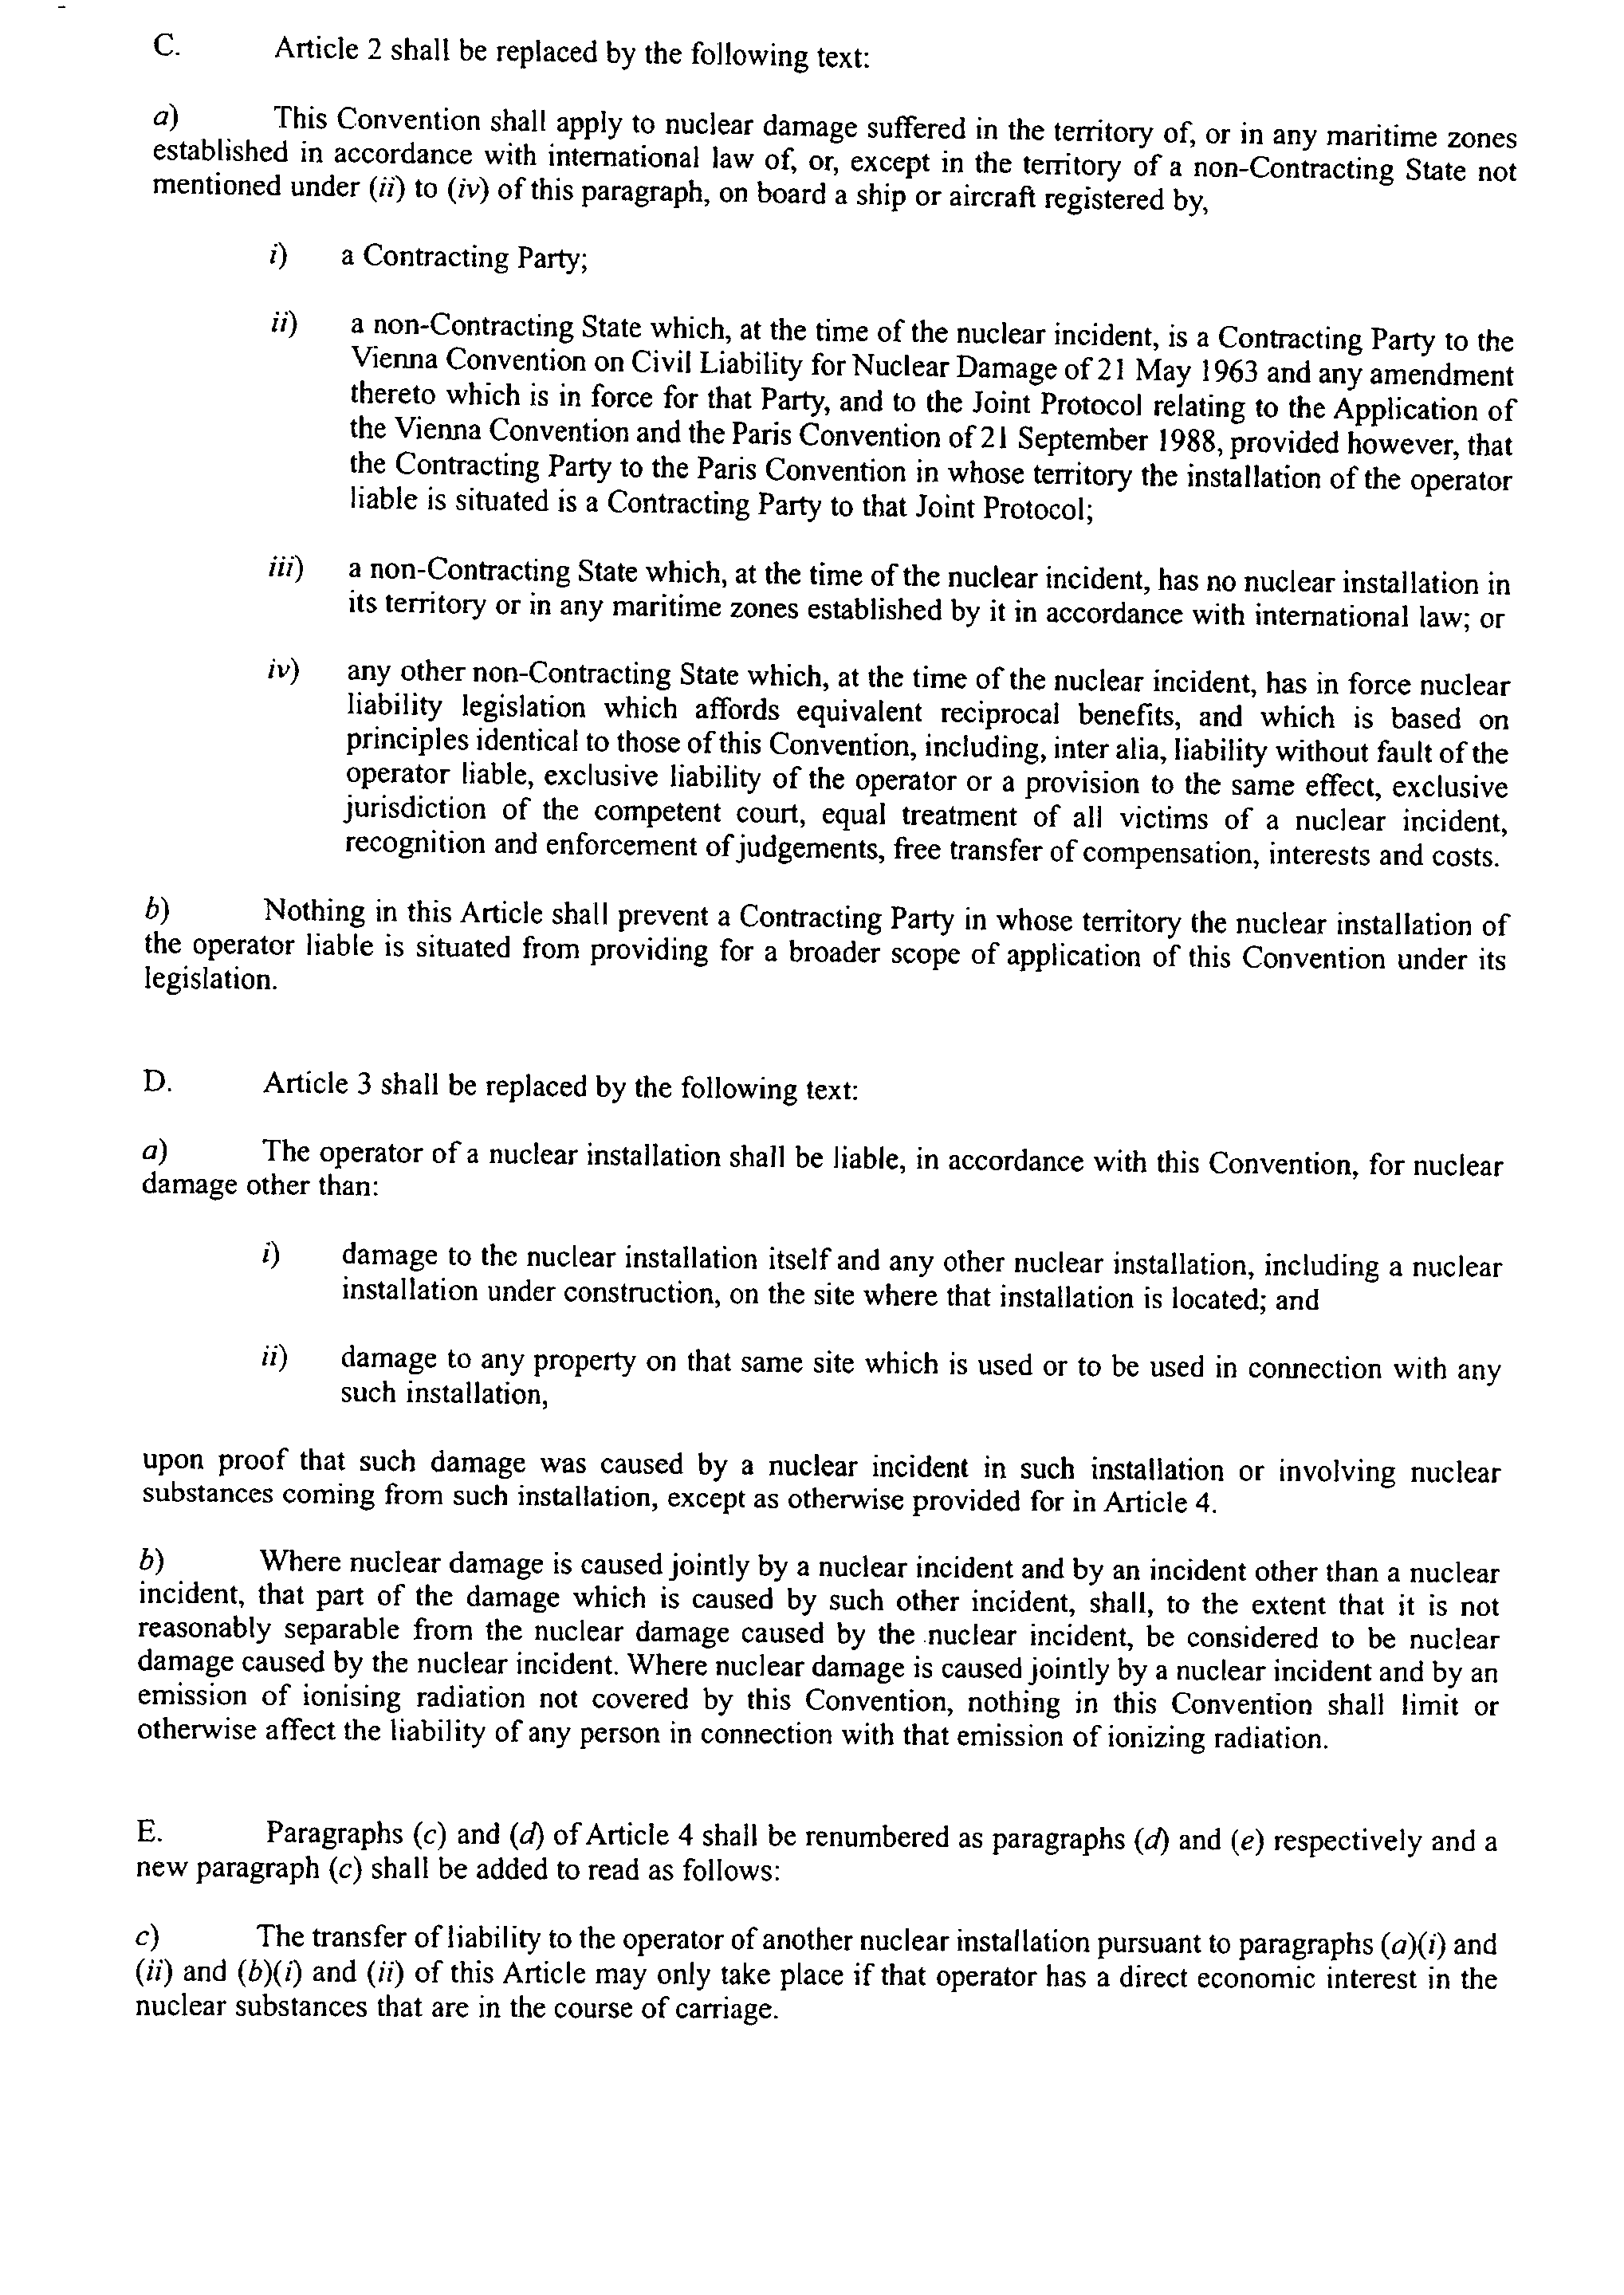 C. Article 2 shall be replaced by the following text:
a) This Convention shall apply to nuclear damage suffered in the territory of, or in any maritime zones
established in accordance with international law of, or, except in the territory of a non-Contracting State not
mentioned under (ii) to (iv) of this paragraph, on board a ship or aircraft registered by,
i) a Contracting Party;
ii) a non-Contracting State which, at the time of the nuclear incident, is a Contracting Party to the
Vienna Convention on Civil Liability for Nuclear Damage of 21 May 1963 and any amendment
thereto which is in force for that Party, and to the Joint Protocol relating to the Application of
the Vienna Convention and the Paris Convention of 21 September 1988, provided however, that
the Contracting Party to the Paris Convention in whose territory the installation of the operator
liable is situated is a Contracting Party to that Joint Protocol;
iii) a non-Contracting State which, at the time of the nuclear incident, has no nuclear installation in
its territory or in any maritime zones established by it in accordance with international law; or
iv) any other non-Contracting State which, at the time of the nuclear incident, has in force nuclear
liability legislation which affords equivalent reciprocal benefits, and which is based on
principles identical to those of this Convention, including, inter alia, liability without fault of the
operator liable, exclusive liability of the operator or a provision to the same effect, exclusive
jurisdiction of the competent court, equal treatment of all victims of a nuclear incident,
recognition and enforcement of judgements, free transfer of compensation, interests and costs.
b) Nothing in this Article shall prevent a Contracting Party in whose territory the nuclear installation of
the operator liable is situated from providing for a broader scope of application of this Convention under its
legislation.
D. Article 3 shall be replaced by the following text:
a) The operator of a nuclear installation shall be liable, in accordance with this Convention, for nuclear
damage other than:
i) damage to the nuclear installation itself and any other nuclear installation, including a nuclear
installation under construction, on the site where that installation is located; and
ii) damage to any property on that same site which is used or to be used in connection with any
such installation,
upon proof that such damage was caused by a nuclear incident in such installation or involving nuclear
substances coming from such installation, except as otherwise provided for in Article 4.
b) Where nuclear damage is caused jointly by a nuclear incident and by an incident other than a nuclear
incident, that part of the damage which is caused by such other incident, shall, to the extent that it is not
reasonably separable from the nuclear damage caused by the nuclear incident, be considered to be nuclear
damage caused by the nuclear incident. Where nuclear damage is caused jointly by a nuclear incident and by an
emission of ionising radiation not covered by this Convention, nothing in this Convention shall limit or
otherwise affect the liability of any person in connection with that emission of ionizing radiation.
E. Paragraphs (c) and (d) of Article 4 shall be renumbered as paragraphs (d) and (e) respectively and a
new paragraph (c) shall be added to read as follows:
c) The transfer of liability to the operator of another nuclear installation pursuant to paragraphs (a)(i) and
(ii) and (b)(i) and (ii) of this Article may only take place if that operator has a direct economic interest in the
nuclear substances that are in the course of carriage.